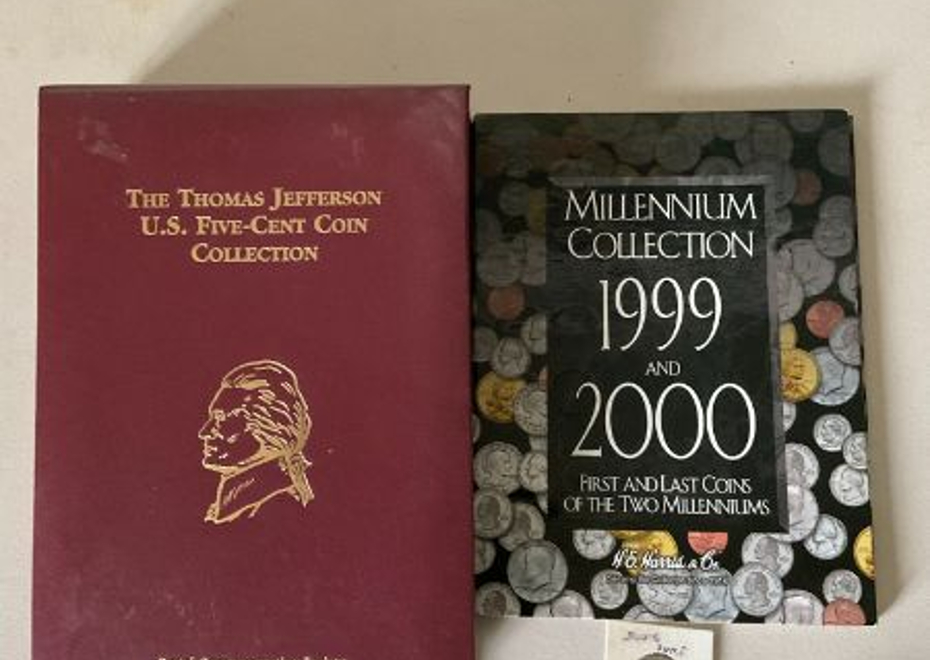 THE THOMAS JEFFERSON
U.S. FIVE-CENT COIN
COLLECTION
MILLENNIUM
COLLECTION
1999
AND
2000
FIRST AND LAST COINS
OF THE TWO MILLENNIUMS
H.E. Harris & Co.